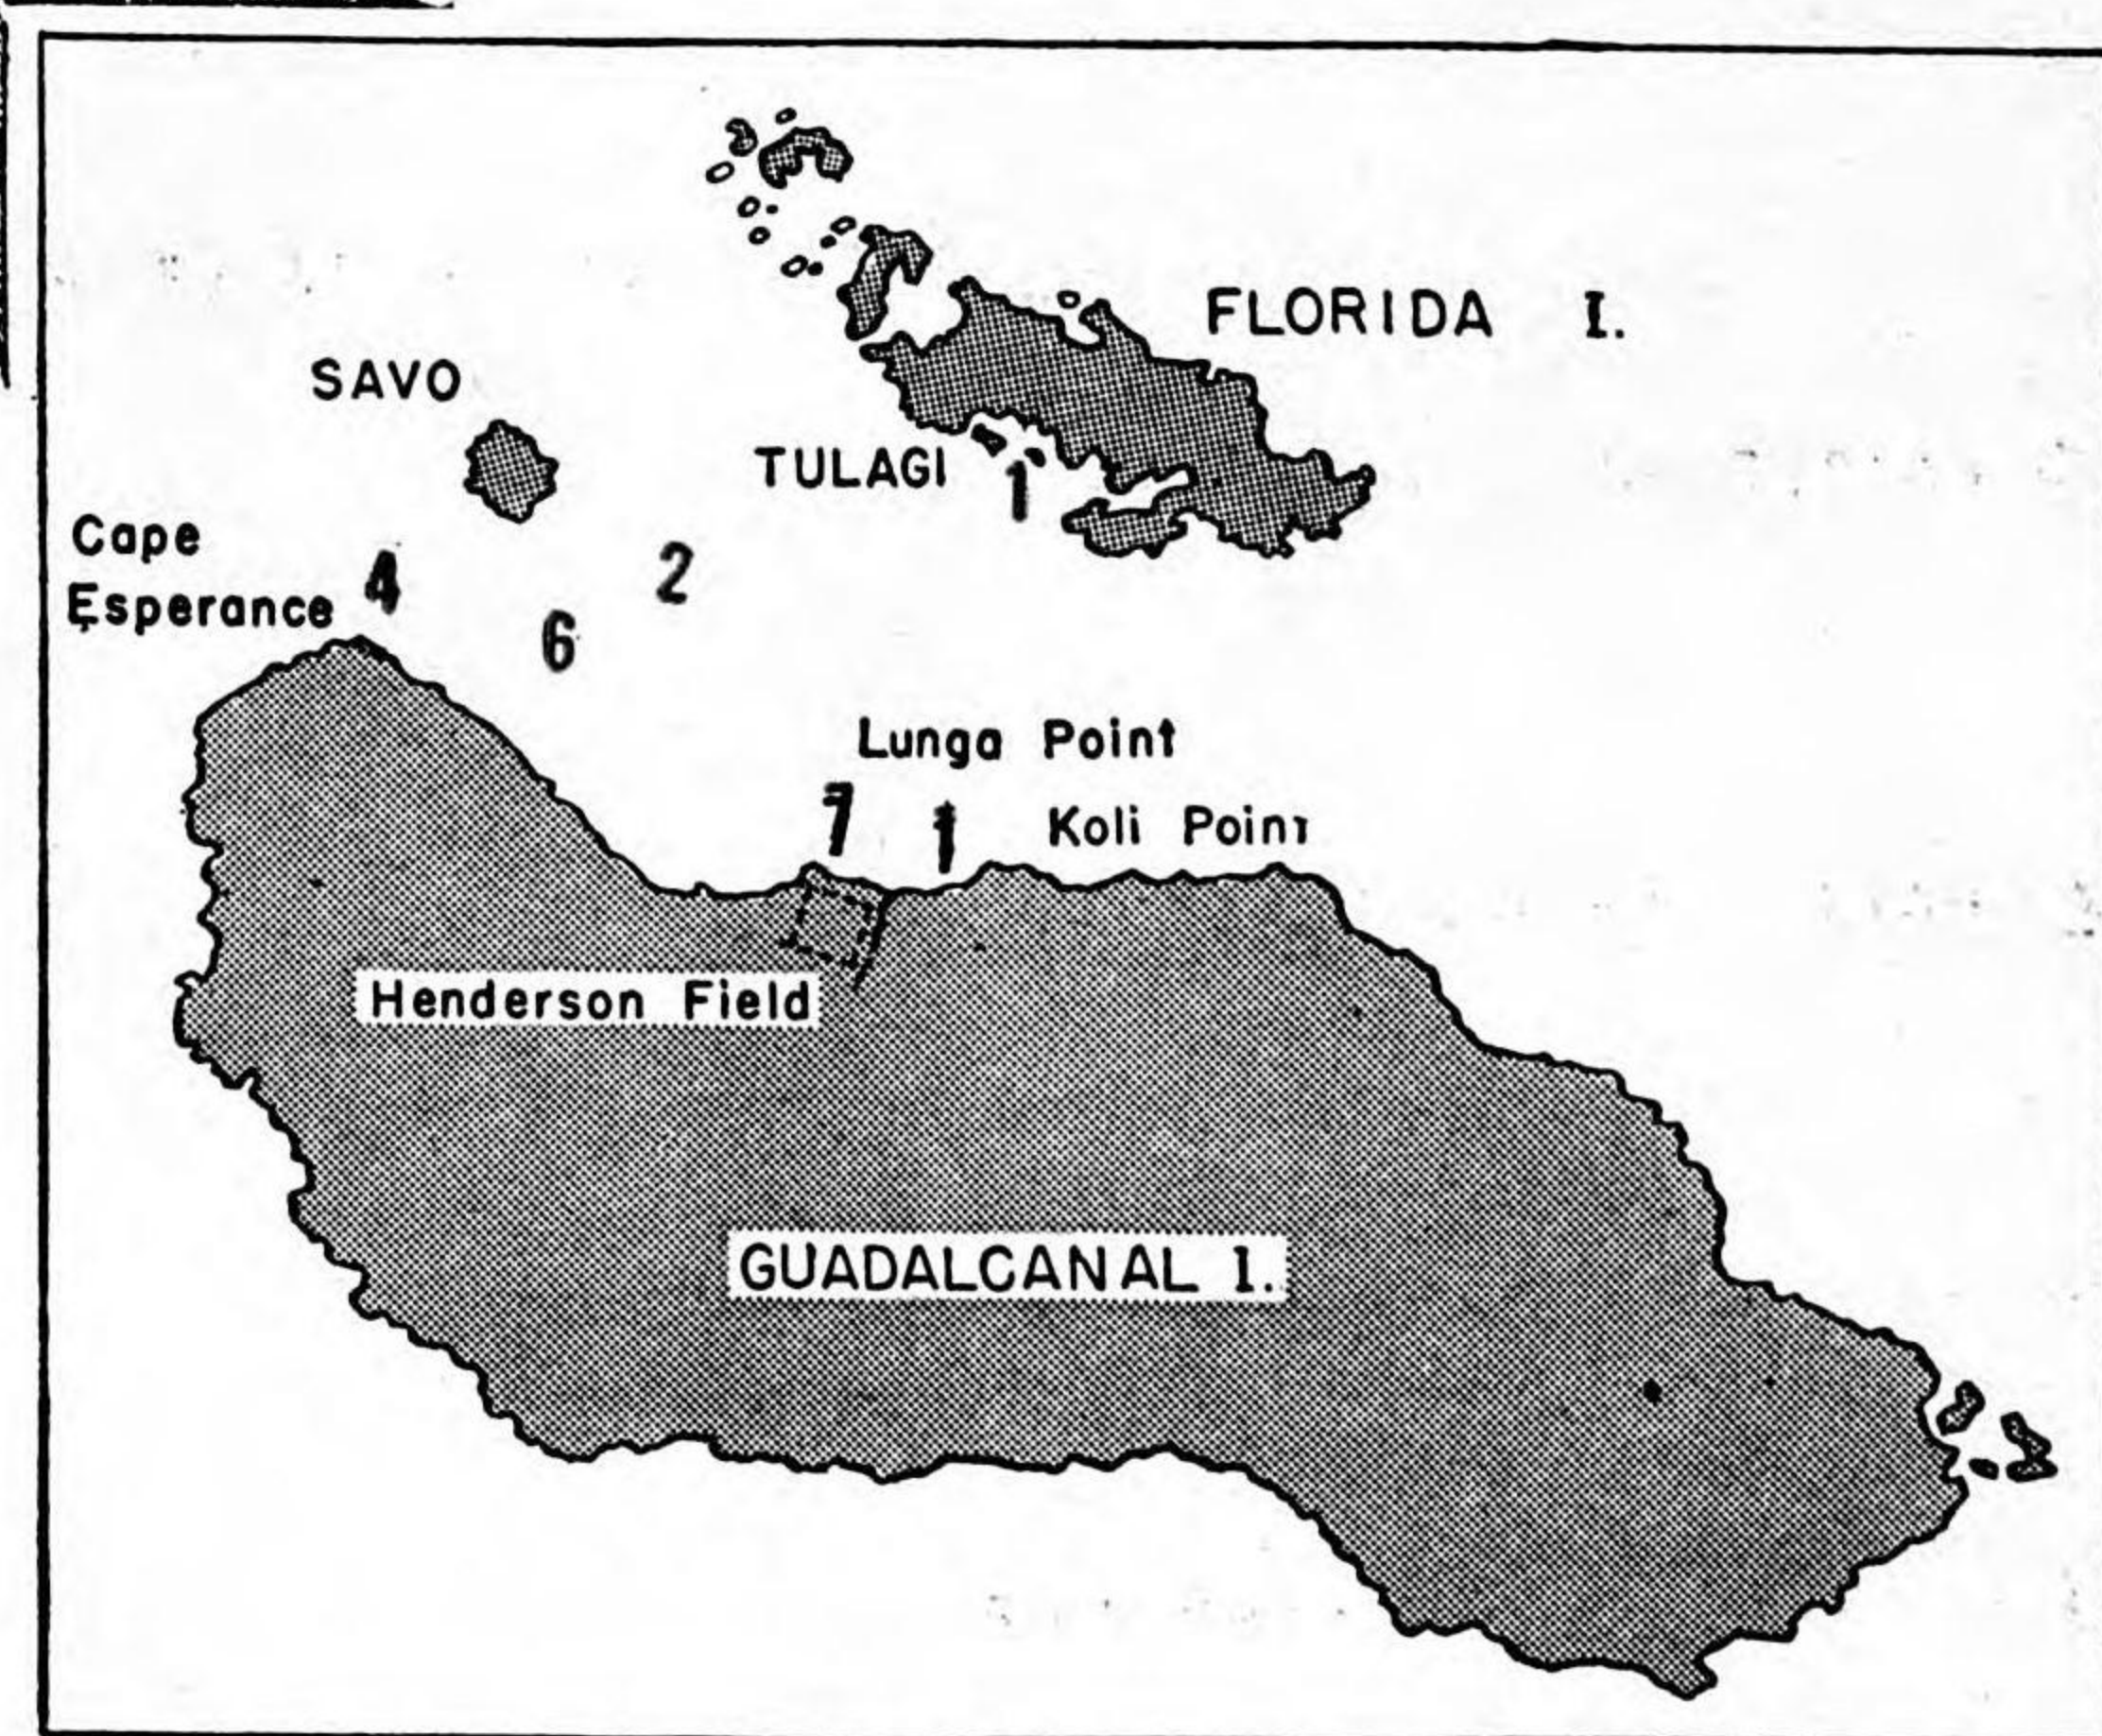 FLORIDA I.
SAVO
TULAGI
1
Cape
Esperance
4
2
6
Lunga Point
7
1
Koli Point
Henderson Field
GUADALCANAL I.